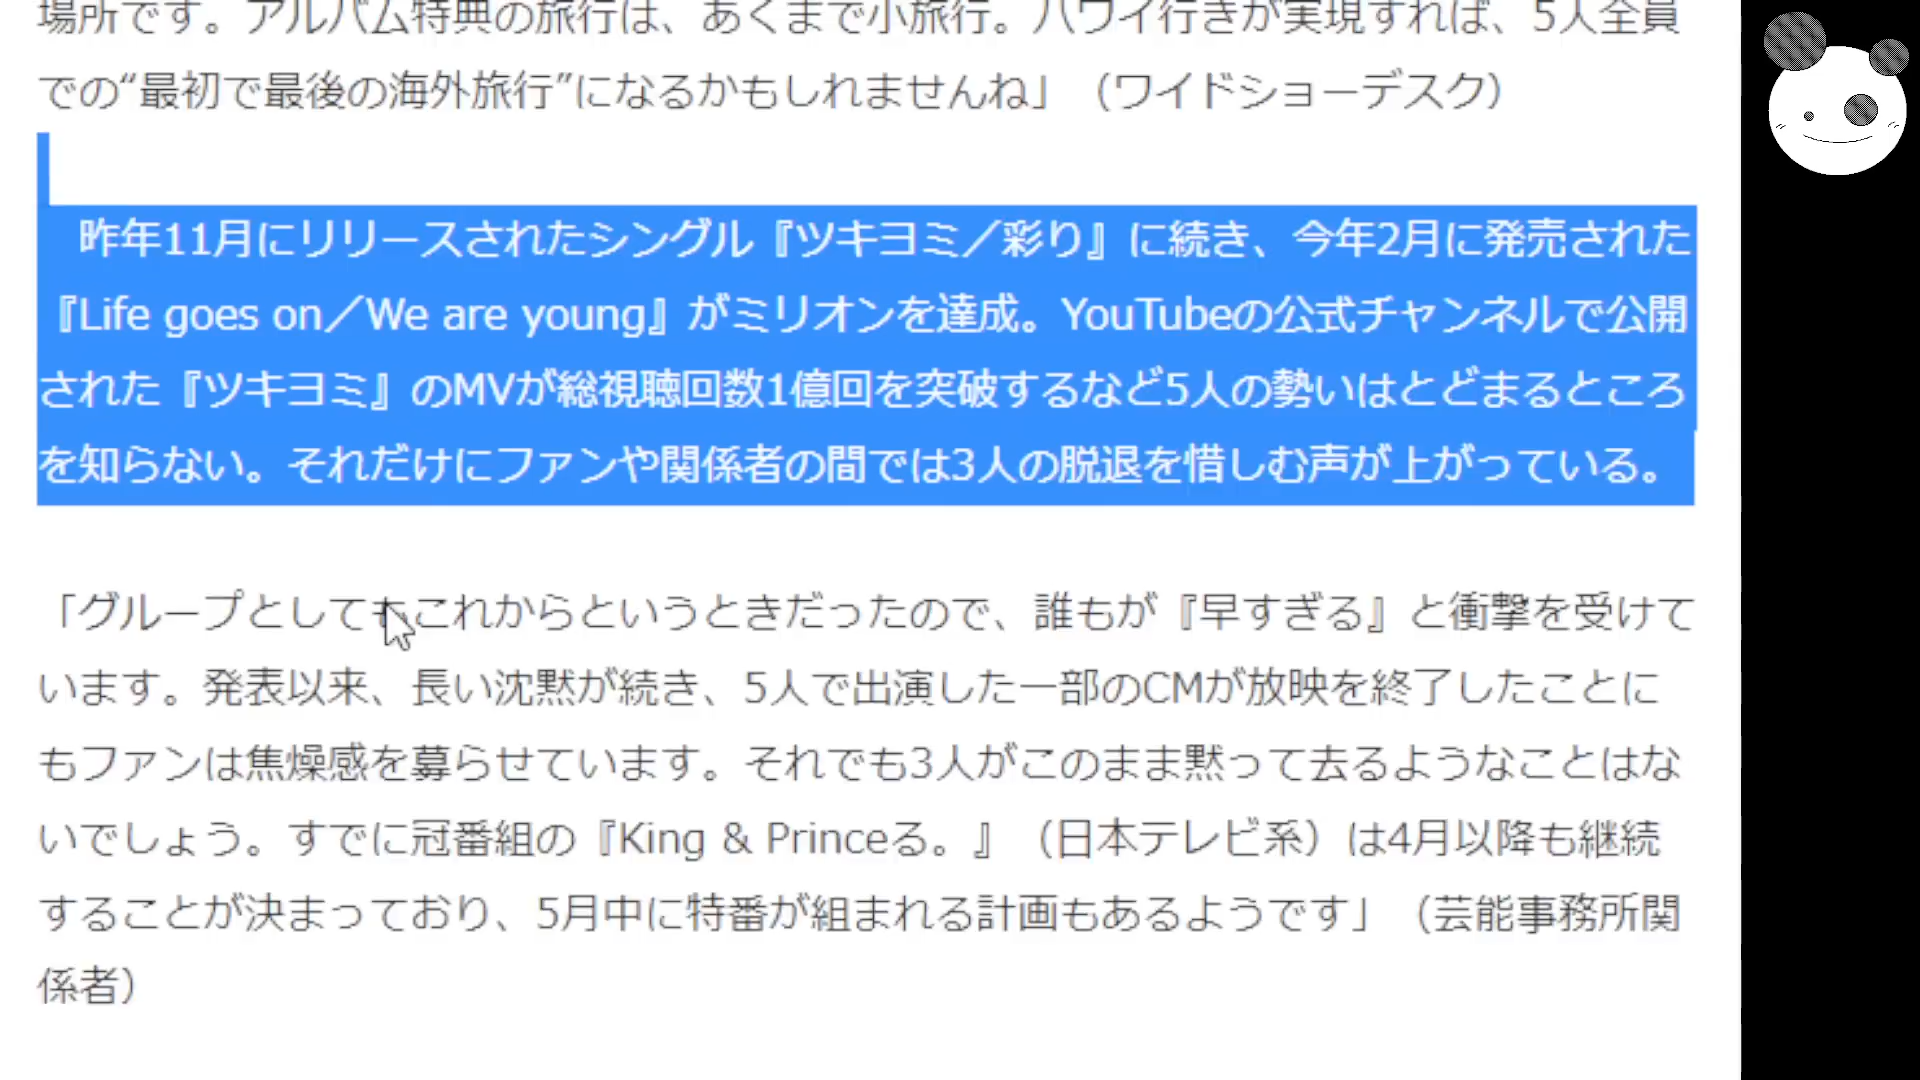 場所です。アルバム特典の旅行は、あくまで小旅行。ハワイ行きが実現すれば、5人全員
での“最初で最後の海外旅行”になるかもしれませんね」（ワイドショーデスク）
昨年11月にリリースされたシングル『ツキヨミ／彩り』に続き、今年2月に発売された
『Life goes on／We are young』がミリオンを達成。YouTubeの公式チャンネルで公開
された『ツキヨミ』のMVが総視聴回数1億回を突破するなど5人の勢いはとどまるところ
を知らない。それだけにファンや関係者の間では3人の脱退を惜しむ声が上がっている。
「グループとしてもこれからというときだったので、誰もが『早すぎる』と衝撃を受けて
います。発表以来、長い沈黙が続き、5人で出演した一部のCMが放映を終了したことに
もファンは焦燥感を募らせています。それでも3人がこのまま黙って去るようなことはな
いでしょう。すでに冠番組の『King & Princeる。』（日本テレビ系）は4月以降も継続
することが決まっており、5月中に特番が組まれる計画もあるようです」（芸能事務所関
係者）